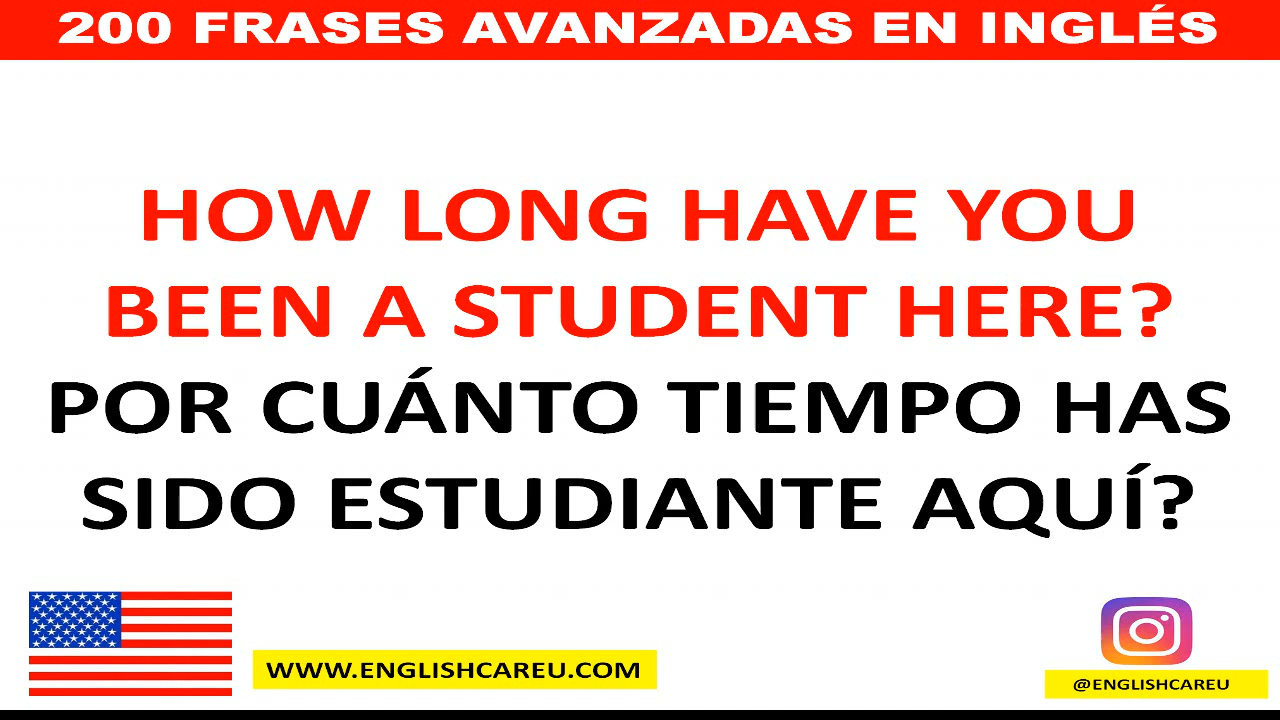 200 FRASES AVANZADAS EN INGLÉS
HOW LONG HAVE YOU
BEEN A STUDENT HERE?
POR CUÁNTO TIEMPO HAS
SIDO ESTUDIANTE AQUÍ?
WWW.ENGLISHCAREU.COM
@ENGLISHCAREU